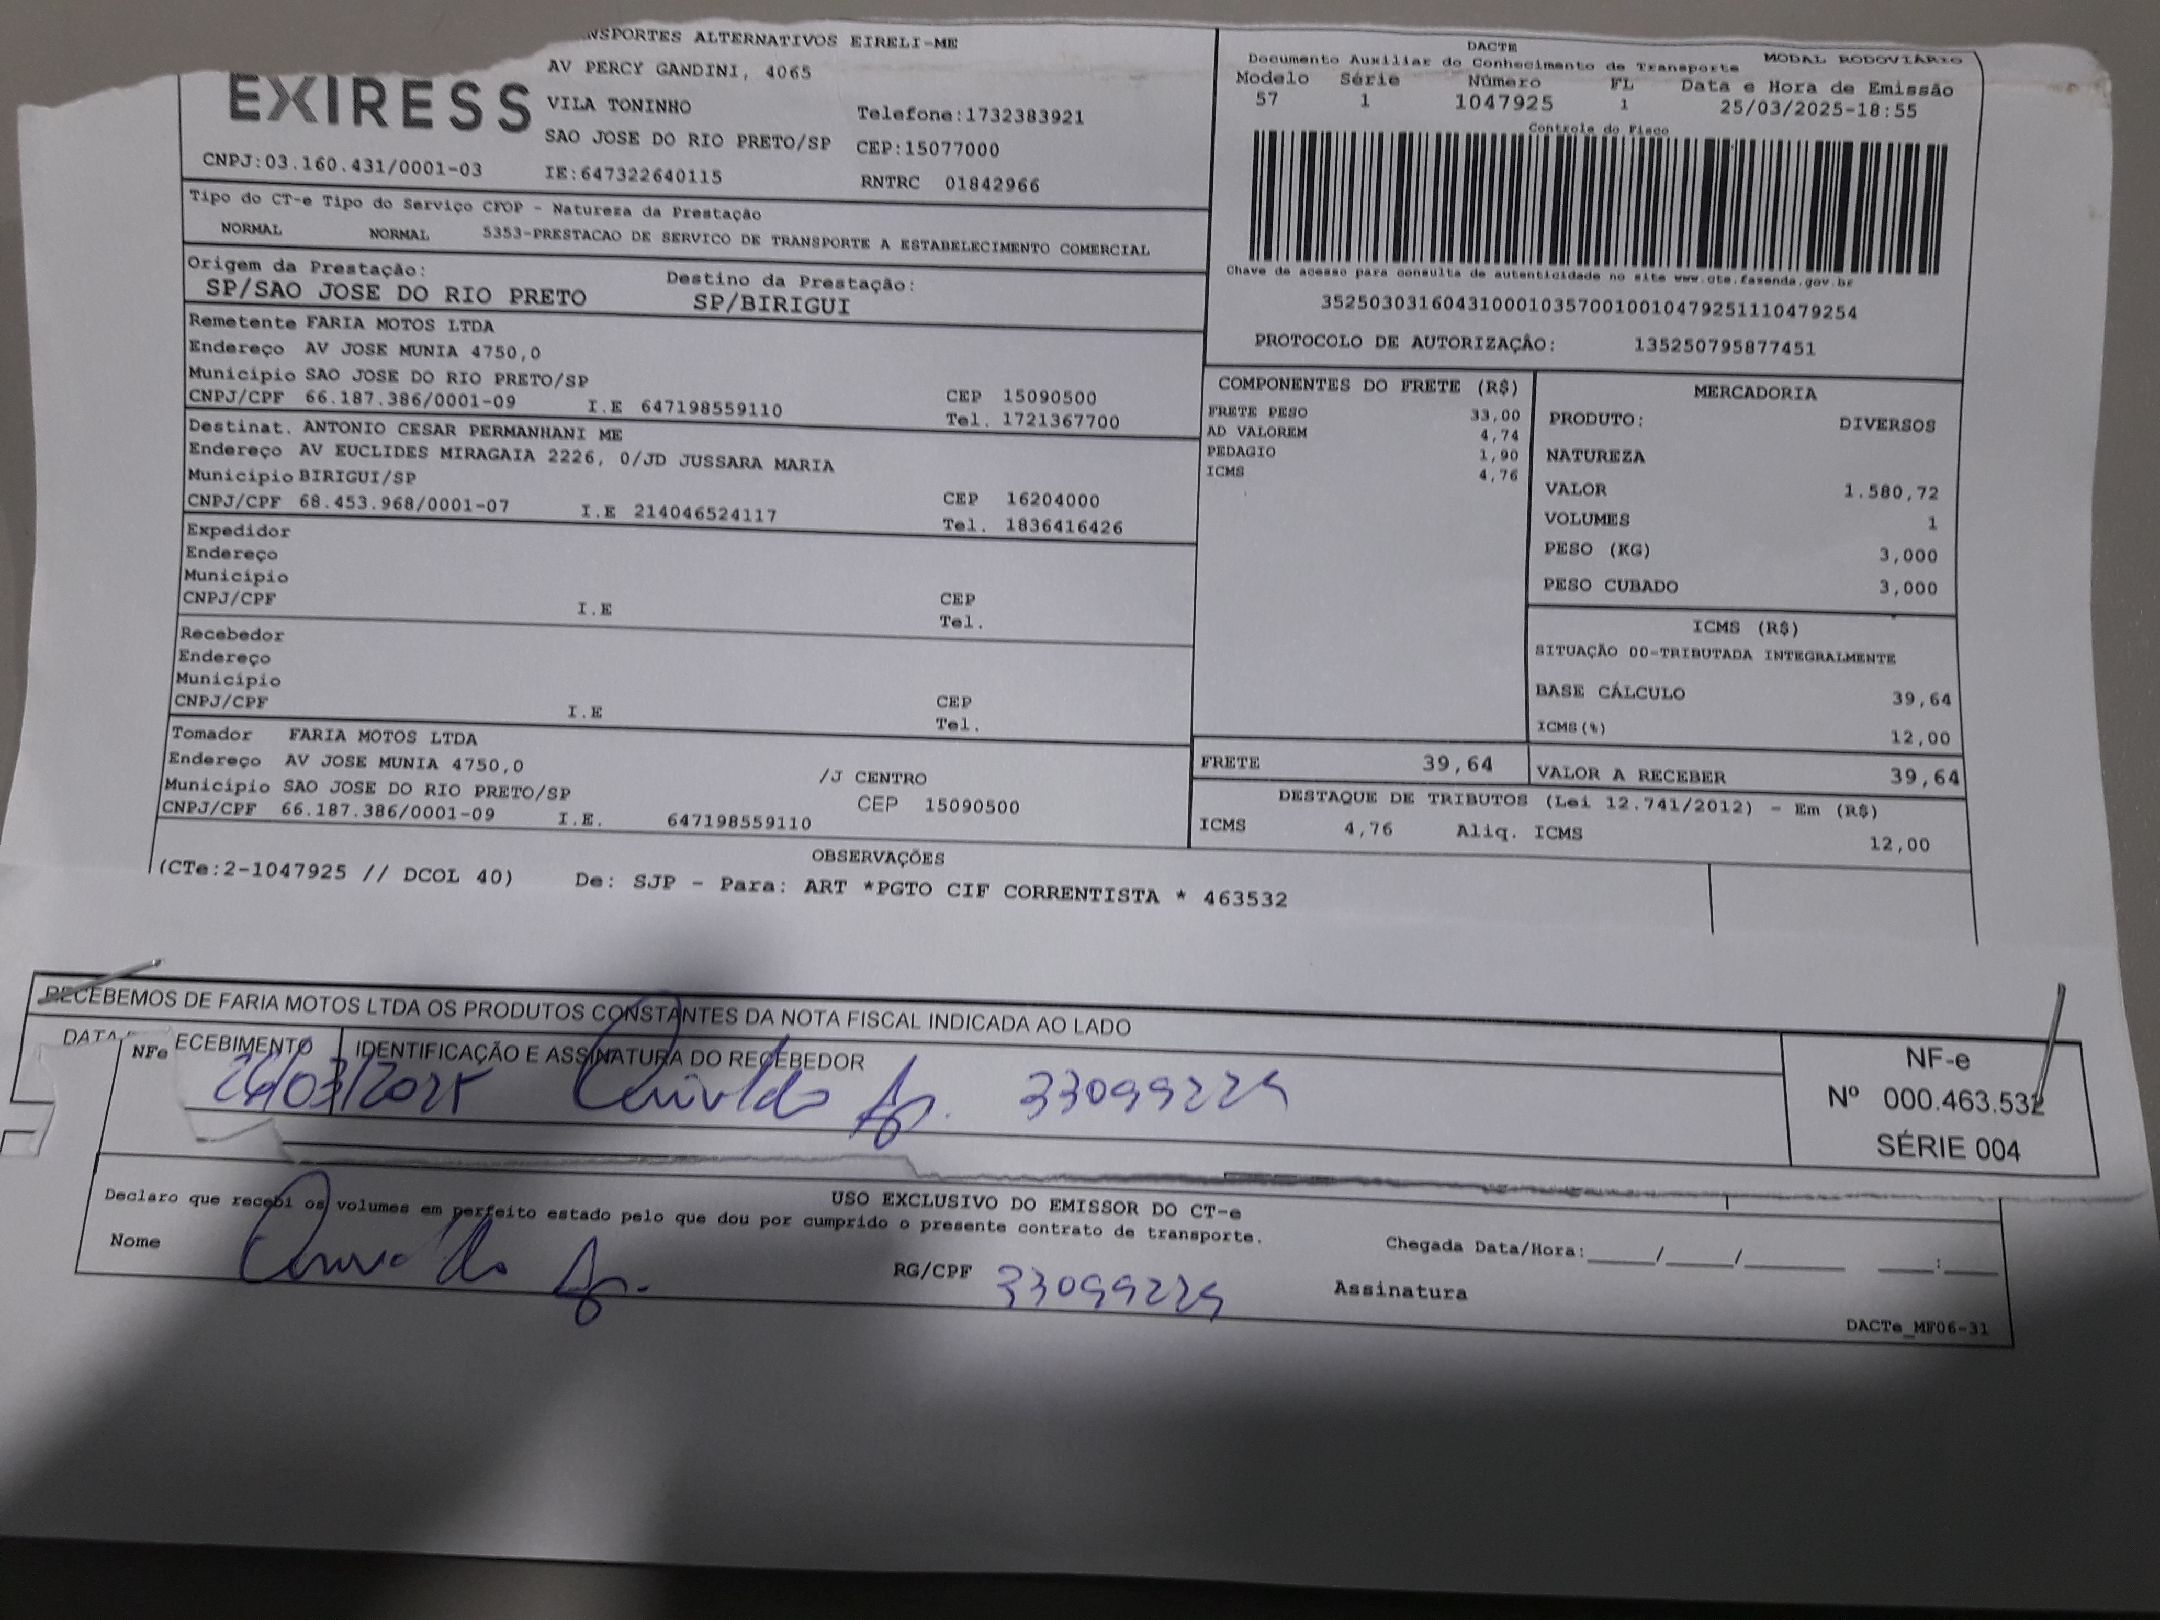 NSPORTES ALTERNATIVOS EIRELI-ME
EXIRESS
AV PERCY GANDINI, 4065
VILA TONINHO
Telefone:1732383921
SAO JOSE DO RIO PRETO/SP CEP:15077000
CNPJ:03.160.431/0001-03 IE:647322640115 RNTRC 01842966
DACTE
Documento Auxiliar do Conhecimento de Transporte MODAL RODOVIÁRIO
Modelo Série Número FL Data e Hora de Emissão
57 1 1047925 1 25/03/2025-18:55
Controle do Fisco
Chave de acesso para consulta de autenticidade no site www.cte.fazenda.gov.br
35250303160431000103570010010479251110479254
PROTOCOLO DE AUTORIZAÇÃO: 135250795877451
Tipo do CT-e Tipo do Serviço CFOP - Natureza da Prestação
NORMAL NORMAL 5353-PRESTACAO DE SERVICO DE TRANSPORTE A ESTABELECIMENTO COMERCIAL
Origem da Prestação: Destino da Prestação:
SP/SAO JOSE DO RIO PRETO SP/BIRIGUI
Remetente FARIA MOTOS LTDA
Endereço AV JOSE MUNIA 4750,0
Município SAO JOSE DO RIO PRETO/SP CEP 15090500
CNPJ/CPF 66.187.386/0001-09 I.E 647198559110 Tel. 1721367700
Destinat. ANTONIO CESAR PERMANHANI ME
Endereço AV EUCLIDES MIRAGAIA 2226, 0/JD JUSSARA MARIA
Município BIRIGUI/SP CEP 16204000
CNPJ/CPF 68.453.968/0001-07 I.E 214046524117 Tel. 1836416426
Expedidor
Endereço
Município CEP
CNPJ/CPF I.E Tel.
Recebedor
Endereço
Município CEP
CNPJ/CPF I.E Tel.
Tomador FARIA MOTOS LTDA
Endereço AV JOSE MUNIA 4750,0 /J CENTRO
Município SAO JOSE DO RIO PRETO/SP CEP 15090500
CNPJ/CPF 66.187.386/0001-09 I.E. 647198559110
COMPONENTES DO FRETE (R$)
FRETE PESO 33,00
AD VALOREM 4,74
PEDAGIO 1,90
ICMS 4,76
MERCADORIA
PRODUTO: DIVERSOS
NATUREZA
VALOR 1.580,72
VOLUMES 1
PESO (KG) 3,000
PESO CUBADO 3,000
ICMS (R$)
SITUAÇÃO 00-TRIBUTADA INTEGRALMENTE
BASE CÁLCULO 39,64
ICMS(%) 12,00
FRETE 39,64 VALOR A RECEBER 39,64
DESTAQUE DE TRIBUTOS (Lei 12.741/2012) - Em (R$)
ICMS 4,76 Aliq. ICMS 12,00
OBSERVAÇÕES
(CTe:2-1047925 // DCOL 40) De: SJP - Para: ART *PGTO CIF CORRENTISTA * 463532
RECEBEMOS DE FARIA MOTOS LTDA OS PRODUTOS CONSTANTES DA NOTA FISCAL INDICADA AO LADO
DATA ECEBIMENTO IDENTIFICAÇÃO E ASSINATURA DO RECEBEDOR
NFe
26/03/2025 33099229
NF-e
Nº 000.463.532
SÉRIE 004
USO EXCLUSIVO DO EMISSOR DO CT-e
Declaro que recebi os volumes em perfeito estado pelo que dou por cumprido o presente contrato de transporte.
Nome RG/CPF 33099229
Chegada Data/Hora:____/____/______ ____:____
Assinatura
DACTe_MF06-31